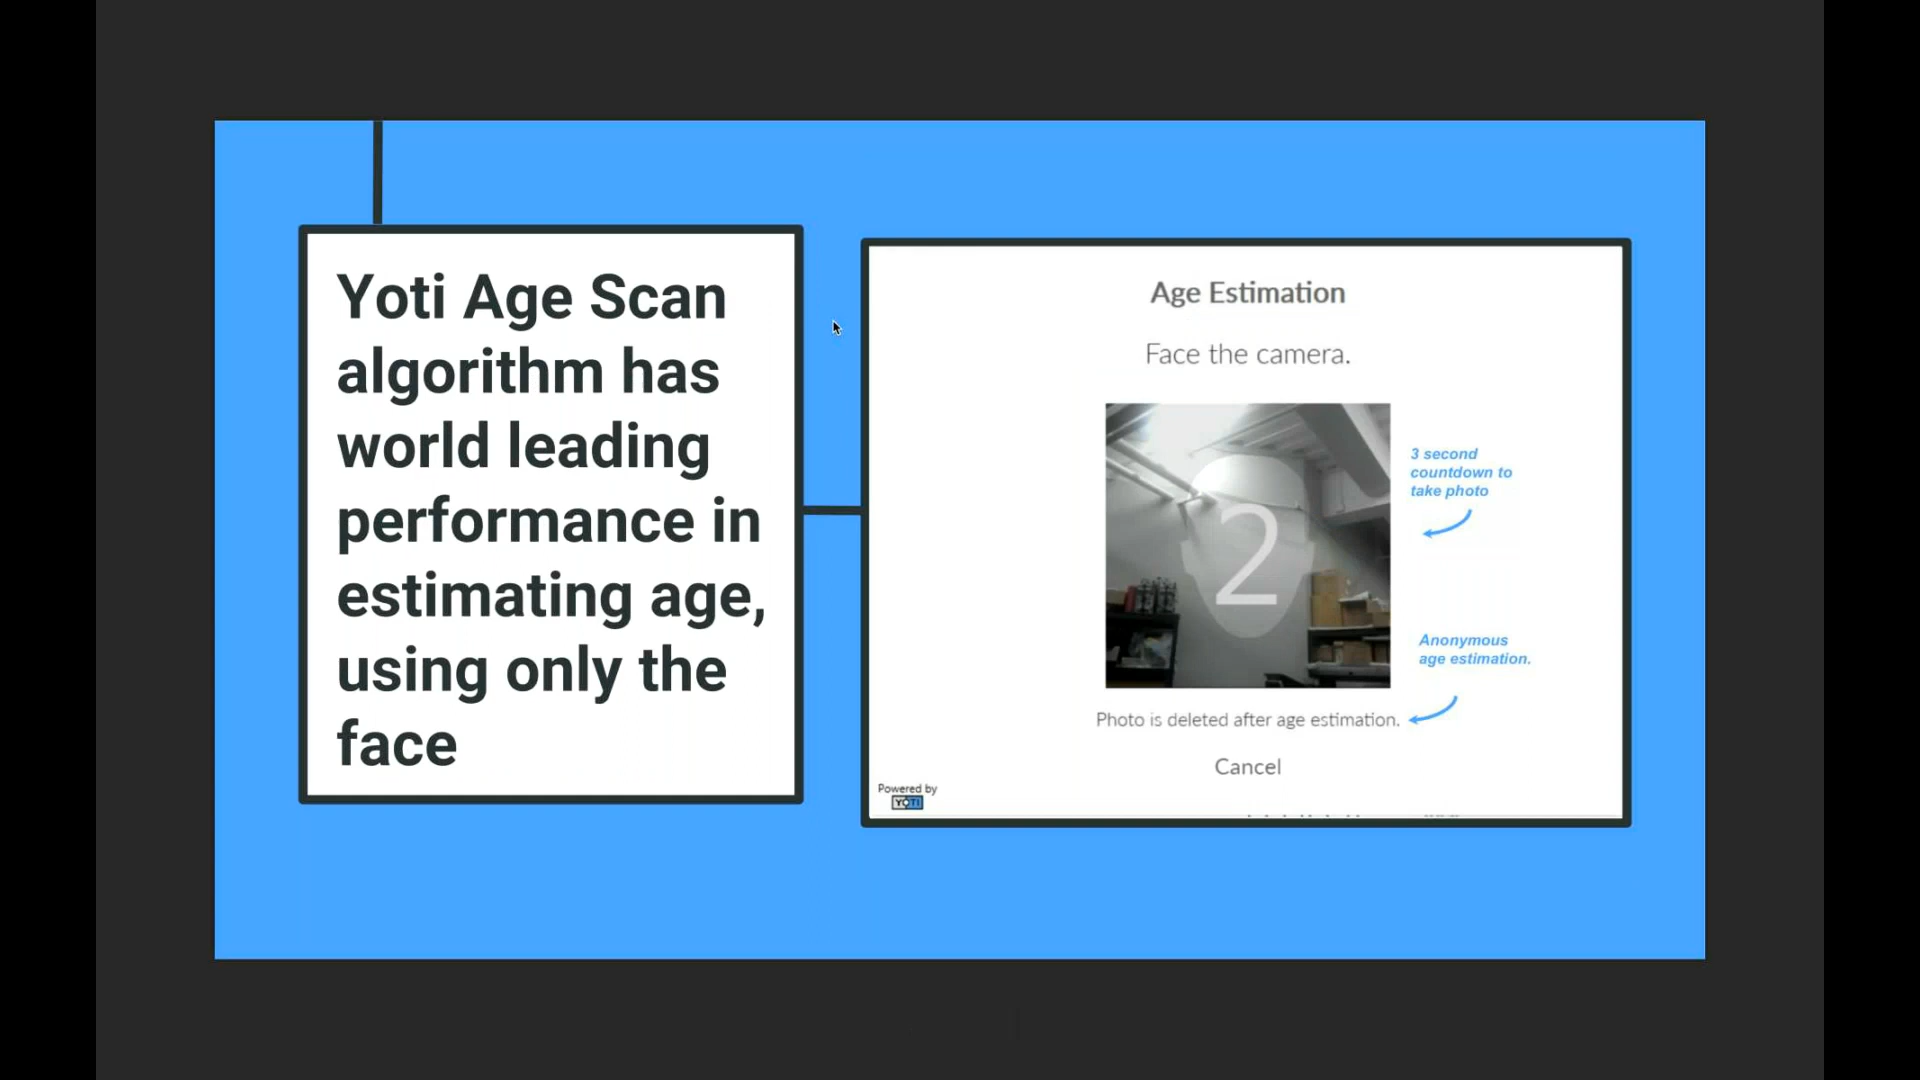 Yoti Age Scan
algorithm has
world leading
performance in
estimating age,
using only the
face
Age Estimation
Face the camera.
2
3 second
countdown to
take photo
Anonymous
age estimation.
Photo is deleted after age estimation.
Cancel
Powered by
YOTI